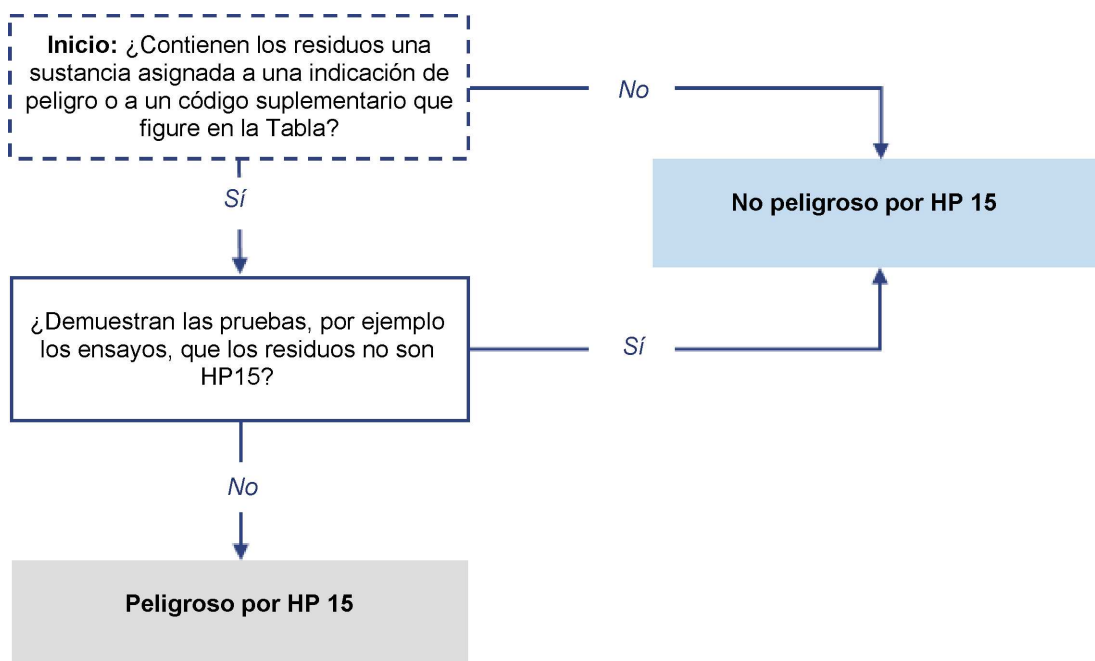 Inicio: ¿Contienen los residuos una
sustancia asignada a una indicación de
peligro o a un código suplementario que
figure en la Tabla?
No
No peligroso por HP 15
Sí
¿Demuestran las pruebas, por ejemplo
los ensayos, que los residuos no son
HP15?
Sí
No
Peligroso por HP 15